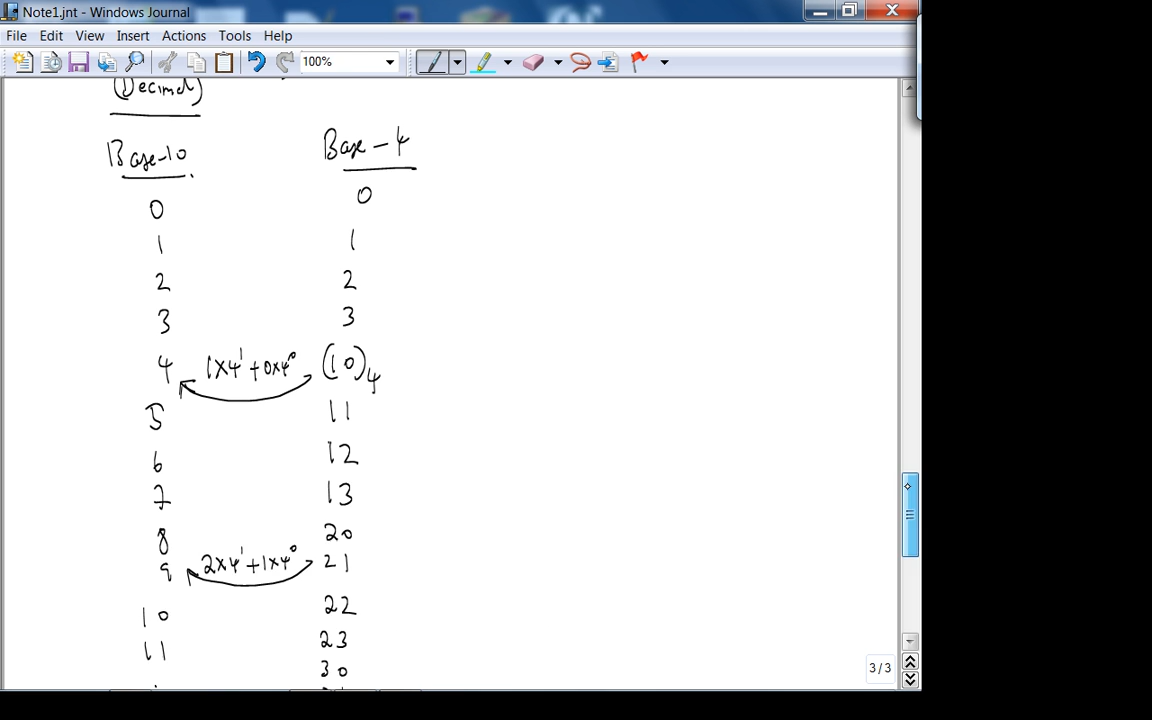 Note1.jnt - Windows Journal
File Edit View Insert Actions Tools Help
100%
(Decimal)
Base-10 Base-4
0 0
1 1
2 2
3 3
4 1x4¹+0x4⁰ (10)₄
5 11
6 12
7 13
8 20
9 2x4¹+1x4⁰ 21
10 22
11 23
30
3/3